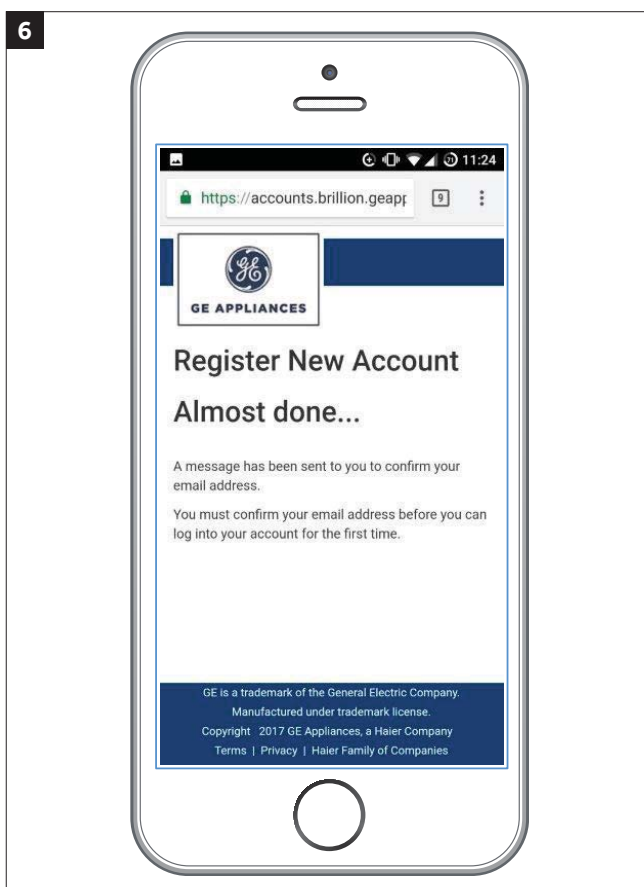 6
11:24
https://accounts.brillion.geapp
9
GE APPLIANCES
Register New Account
Almost done...
A message has been sent to you to confirm your
email address.
You must confirm your email address before you can
log into your account for the first time.
GE is a trademark of the General Electric Company.
Manufactured under trademark license.
Copyright 2017 GE Appliances, a Haier Company
Terms | Privacy | Haier Family of Companies